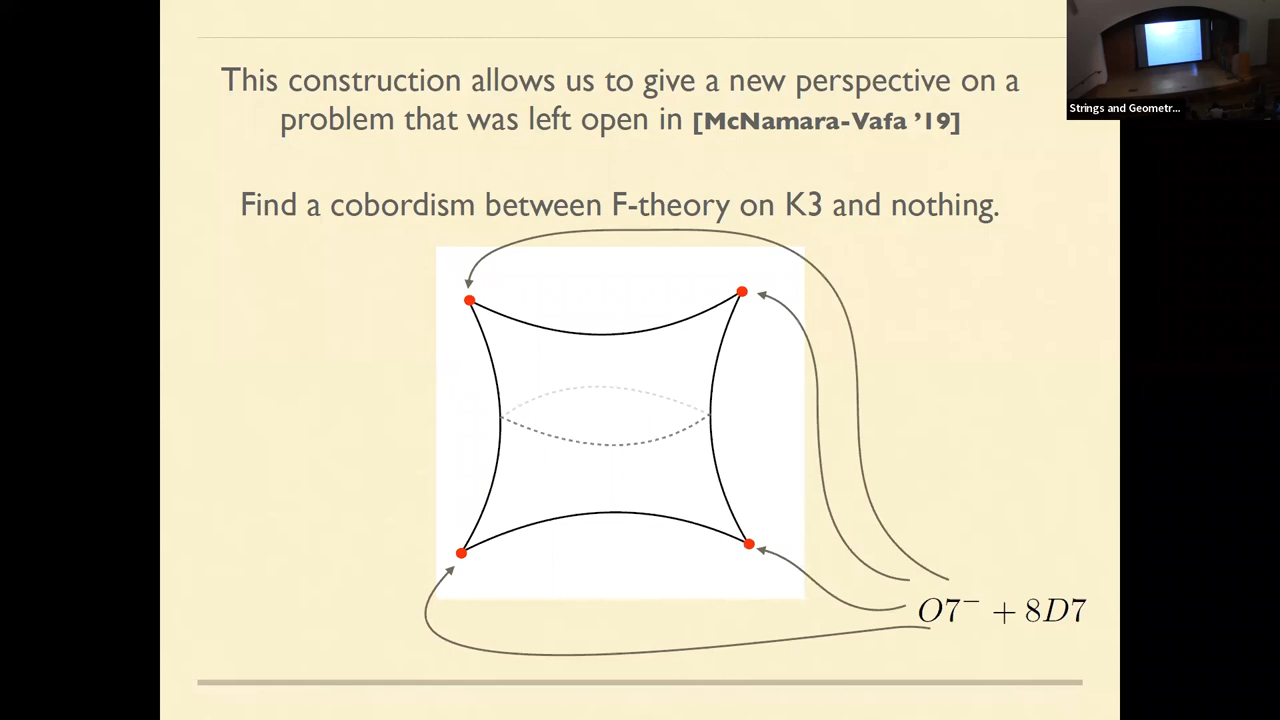 This construction allows us to give a new perspective on a
problem that was left open in [McNamara-Vafa ’19]
Find a cobordism between F-theory on K3 and nothing.
O7⁻ + 8D7
Strings and Geometr...